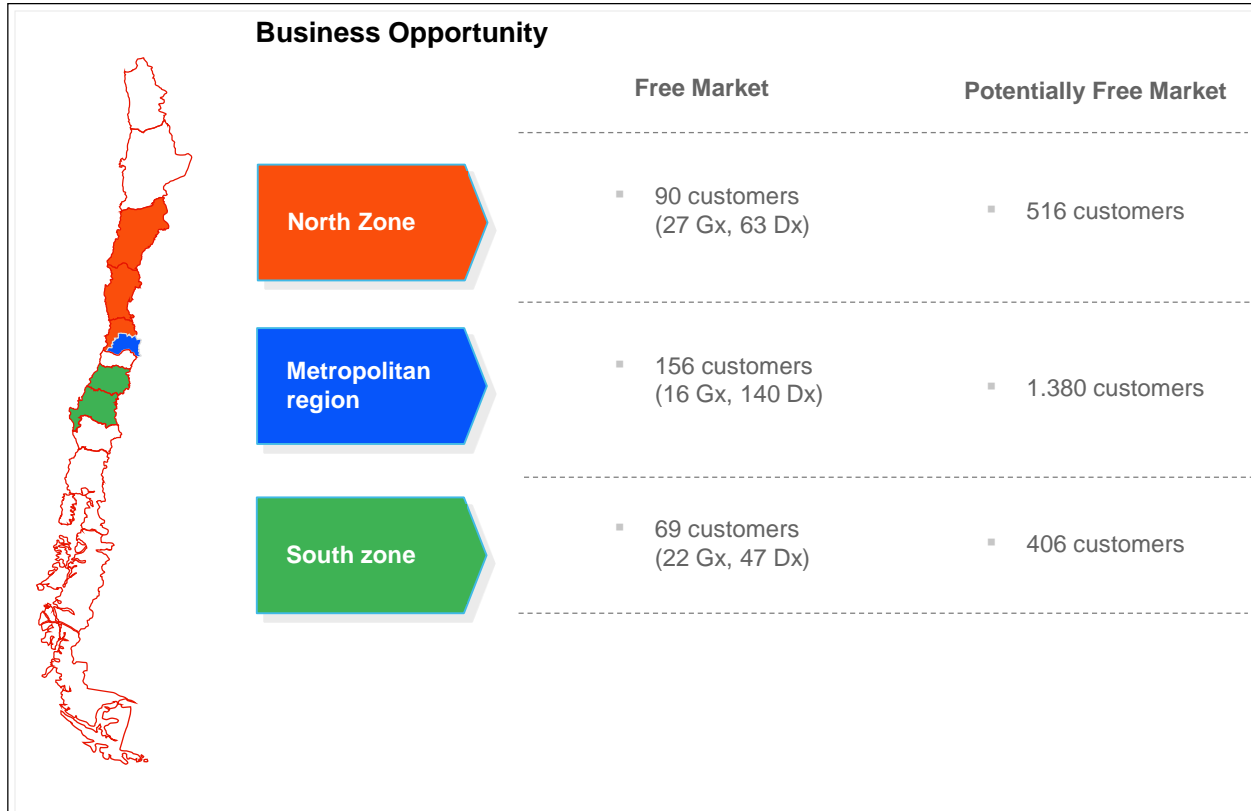 Business Opportunity
Free Market
Potentially Free Market
North Zone
90 customers
(27 Gx, 63 Dx)
516 customers
Metropolitan
region
156 customers
(16 Gx, 140 Dx)
1.380 customers
South zone
69 customers
(22 Gx, 47 Dx)
406 customers